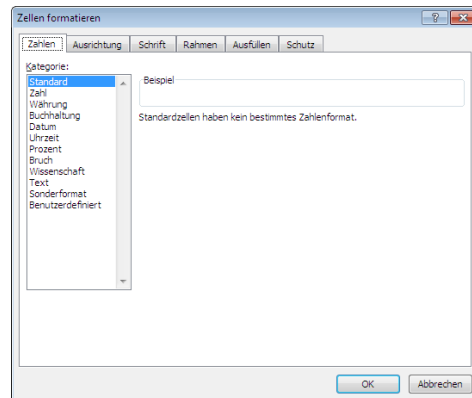 Zellen formatieren
Zahlen Ausrichtung Schrift Rahmen Ausfüllen Schutz
Kategorie:
Standard
Zahl
Währung
Buchhaltung
Datum
Uhrzeit
Prozent
Bruch
Wissenschaft
Text
Sonderformat
Benutzerdefiniert
Beispiel
Standardzellen haben kein bestimmtes Zahlenformat.
OK Abbrechen